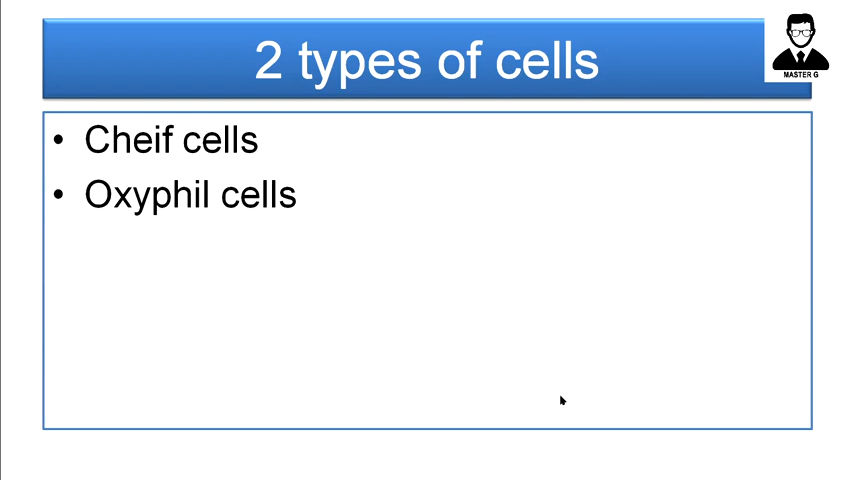 2 types of cells
MASTER G
• Cheif cells
• Oxyphil cells